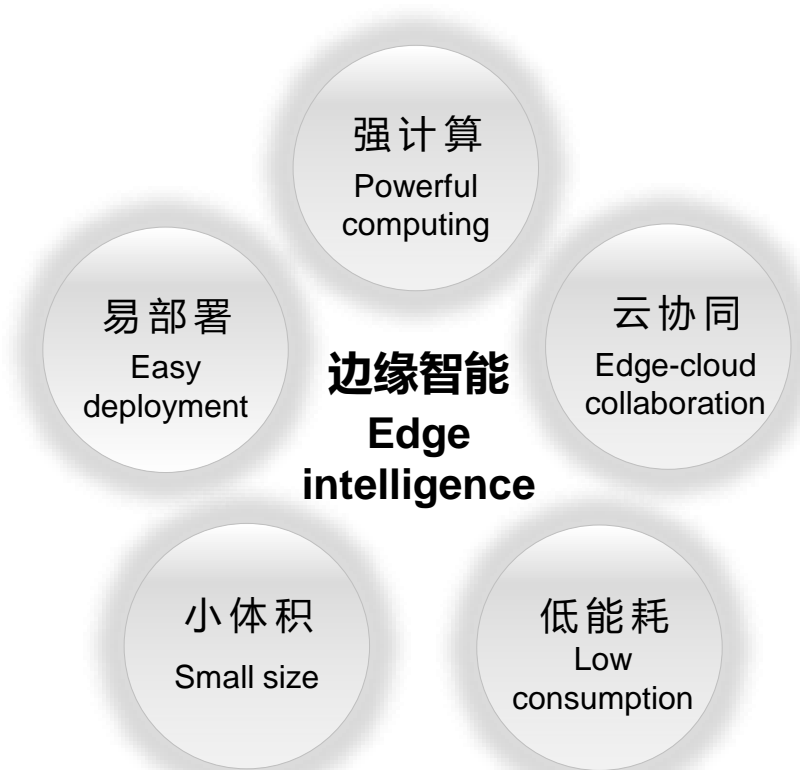 强计算
Powerful
computing
易部署
Easy
deployment
云协同
Edge-cloud
collaboration
边缘智能
Edge
intelligence
小体积
Small size
低能耗
Low
consumption